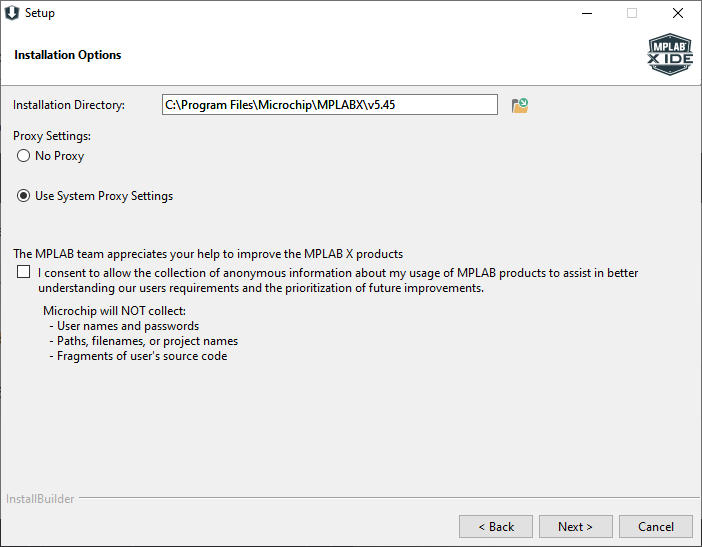 Setup
Installation Options
MPLAB
X IDE
Installation Directory:
C:\Program Files\Microchip\MPLABX\v5.45
Proxy Settings:
No Proxy
Use System Proxy Settings
The MPLAB team appreciates your help to improve the MPLAB X products
I consent to allow the collection of anonymous information about my usage of MPLAB products to assist in better
understanding our users requirements and the prioritization of future improvements.
Microchip will NOT collect:
- User names and passwords
- Paths, filenames, or project names
- Fragments of user's source code
InstallBuilder
< Back
Next >
Cancel